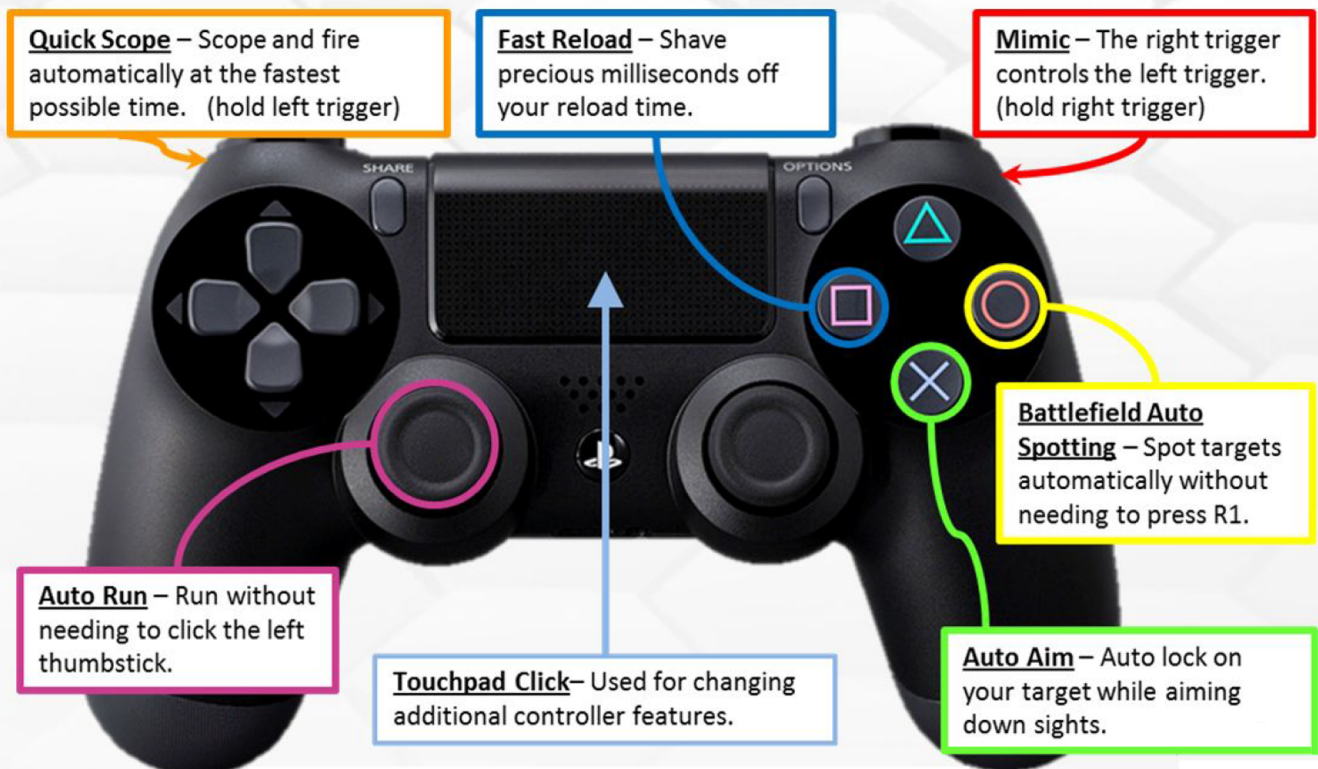 Quick Scope – Scope and fire
automatically at the fastest
possible time.   (hold left trigger)
Fast Reload – Shave
precious milliseconds off
your reload time.
Mimic – The right trigger
controls the left trigger.
(hold right trigger)
SHARE
OPTIONS
Battlefield Auto
Spotting – Spot targets
automatically without
needing to press R1.
Auto Run – Run without
needing to click the left
thumbstick.
Touchpad Click– Used for changing
additional controller features.
Auto Aim – Auto lock on
your target while aiming
down sights.